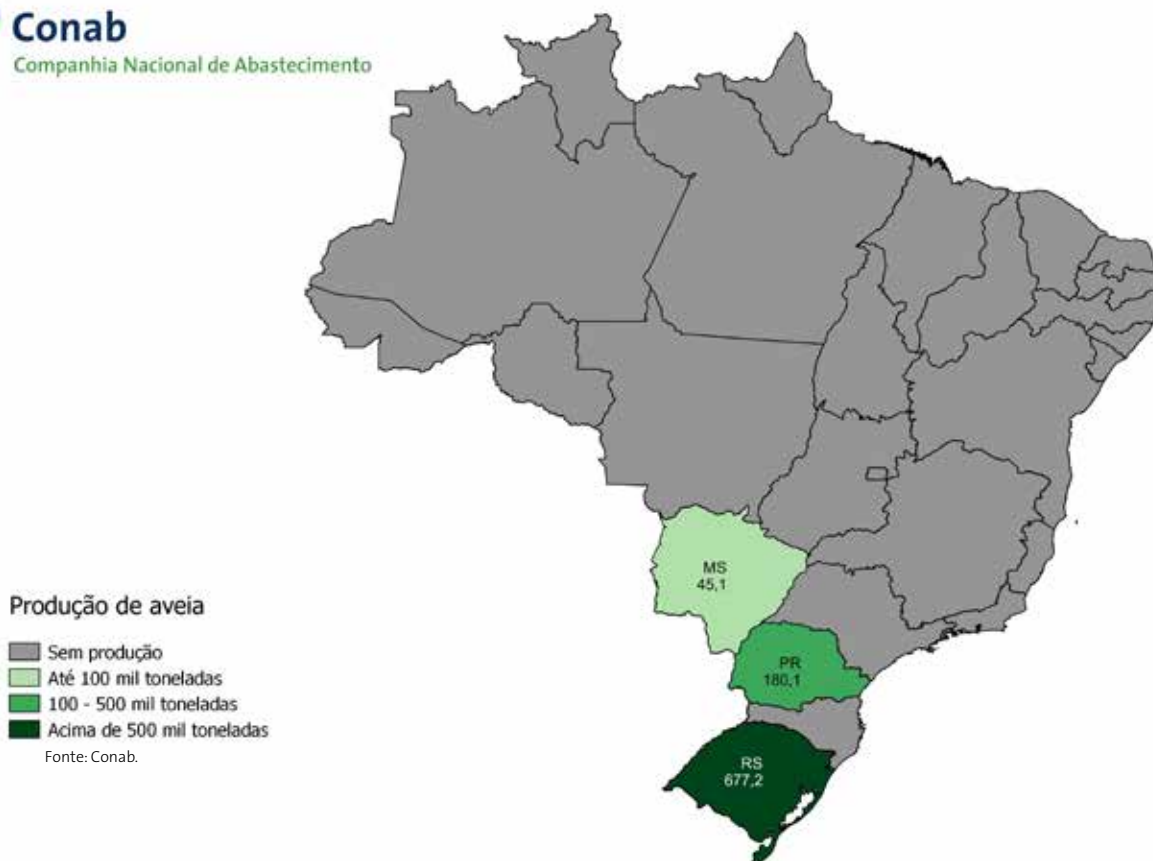 Conab
Companhia Nacional de Abastecimento
MS
45,1
PR
180,1
RS
677,2
Produção de aveia
Sem produção
Até 100 mil toneladas
100 - 500 mil toneladas
Acima de 500 mil toneladas
Fonte: Conab.